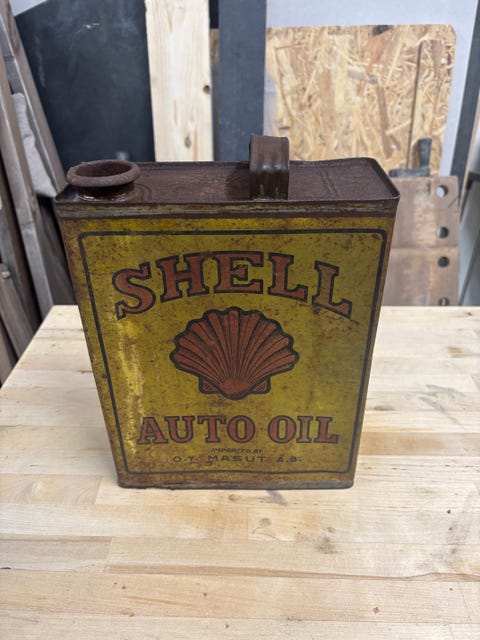 SHELL
AUTO OIL
IMPORTED BY
O.Y. MASUT A.B.